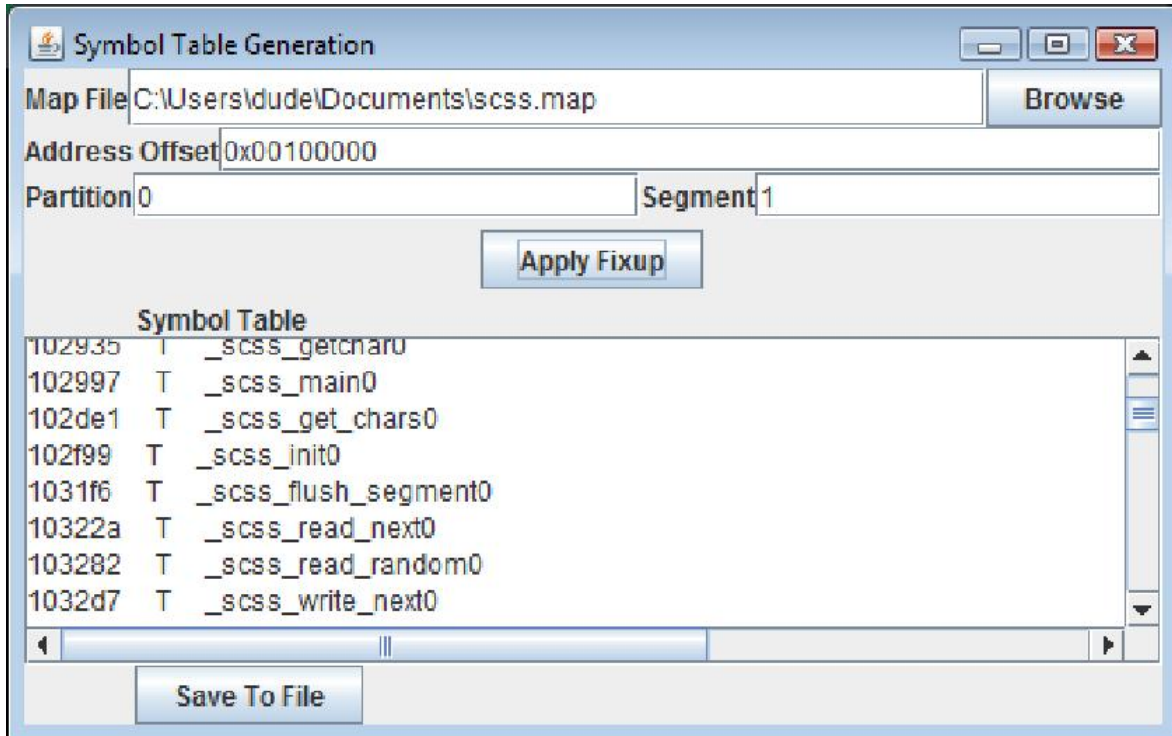 Symbol Table Generation
Map File C:\Users\dude\Documents\scss.map Browse
Address Offset 0x00100000
Partition 0 Segment 1
Apply Fixup
Symbol Table
102935 T _scss_getchar0
102997 T _scss_main0
102de1 T _scss_get_chars0
102f99 T _scss_init0
1031f6 T _scss_flush_segment0
10322a T _scss_read_next0
103282 T _scss_read_random0
1032d7 T _scss_write_next0
Save To File